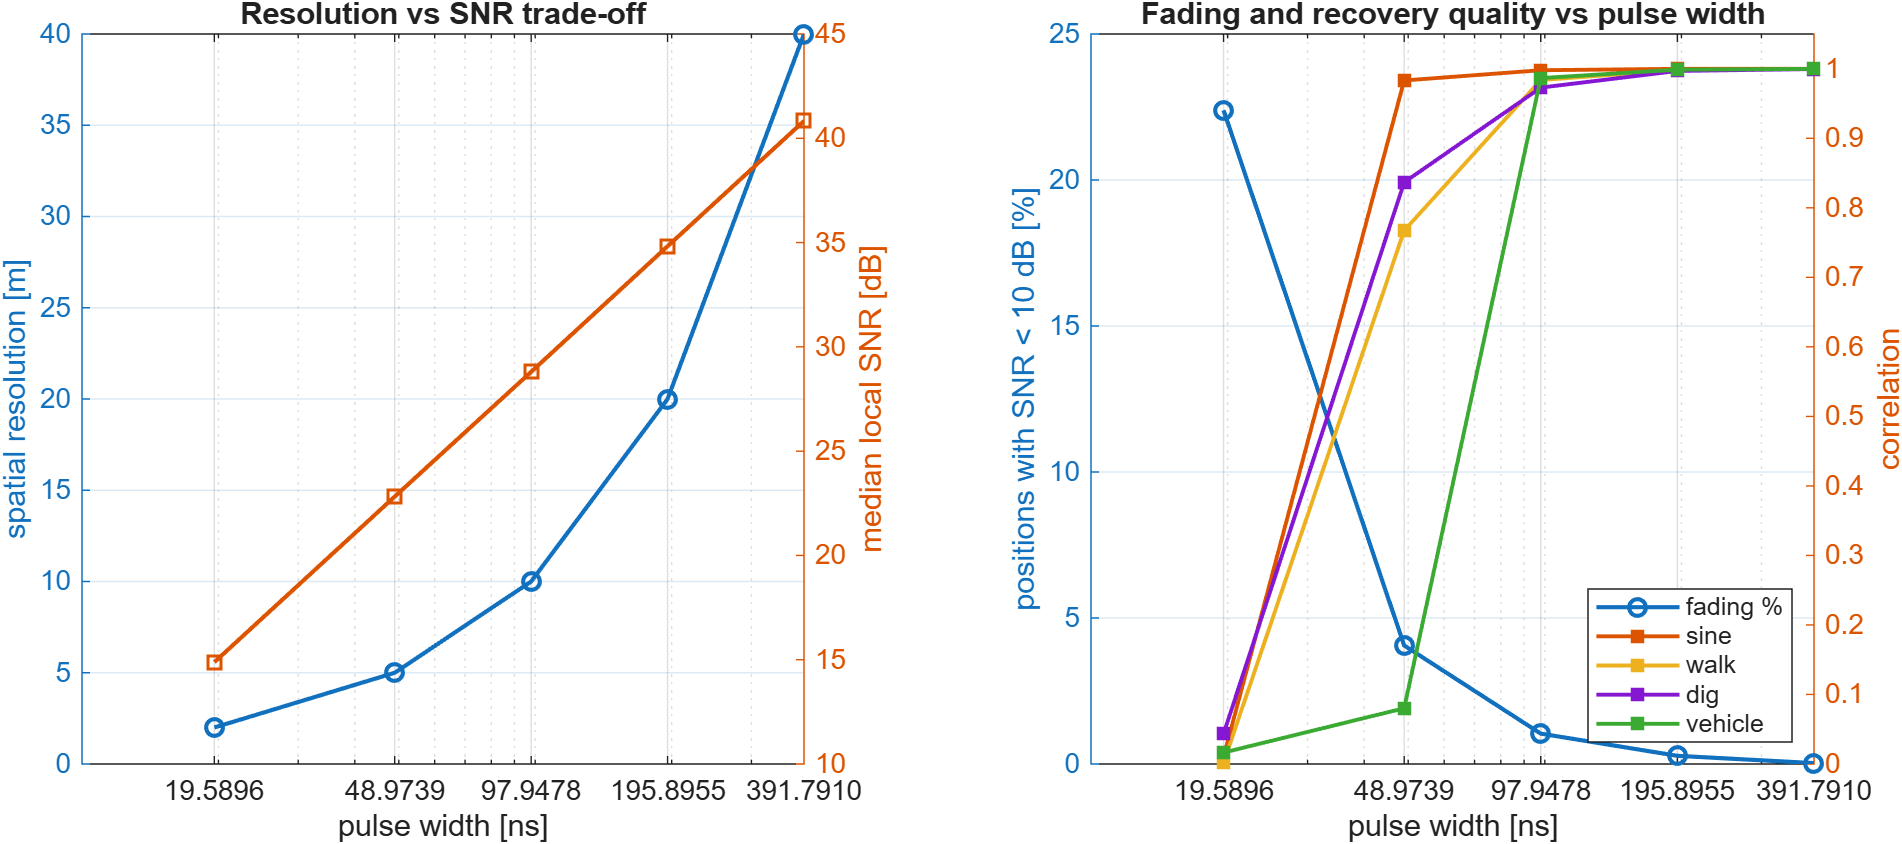 Resolution vs SNR trade-off
40
35
30
25
20
15
10
5
0
spatial resolution [m]
45
40
35
30
25
20
15
10
median local SNR [dB]
19.5896 48.9739 97.9478 195.8955 391.7910
pulse width [ns]
Fading and recovery quality vs pulse width
25
20
15
10
5
0
positions with SNR < 10 dB [%]
1
0.9
0.8
0.7
0.6
0.5
0.4
0.3
0.2
0.1
0
correlation
fading %
sine
walk
dig
vehicle
19.5896 48.9739 97.9478 195.8955 391.7910
pulse width [ns]